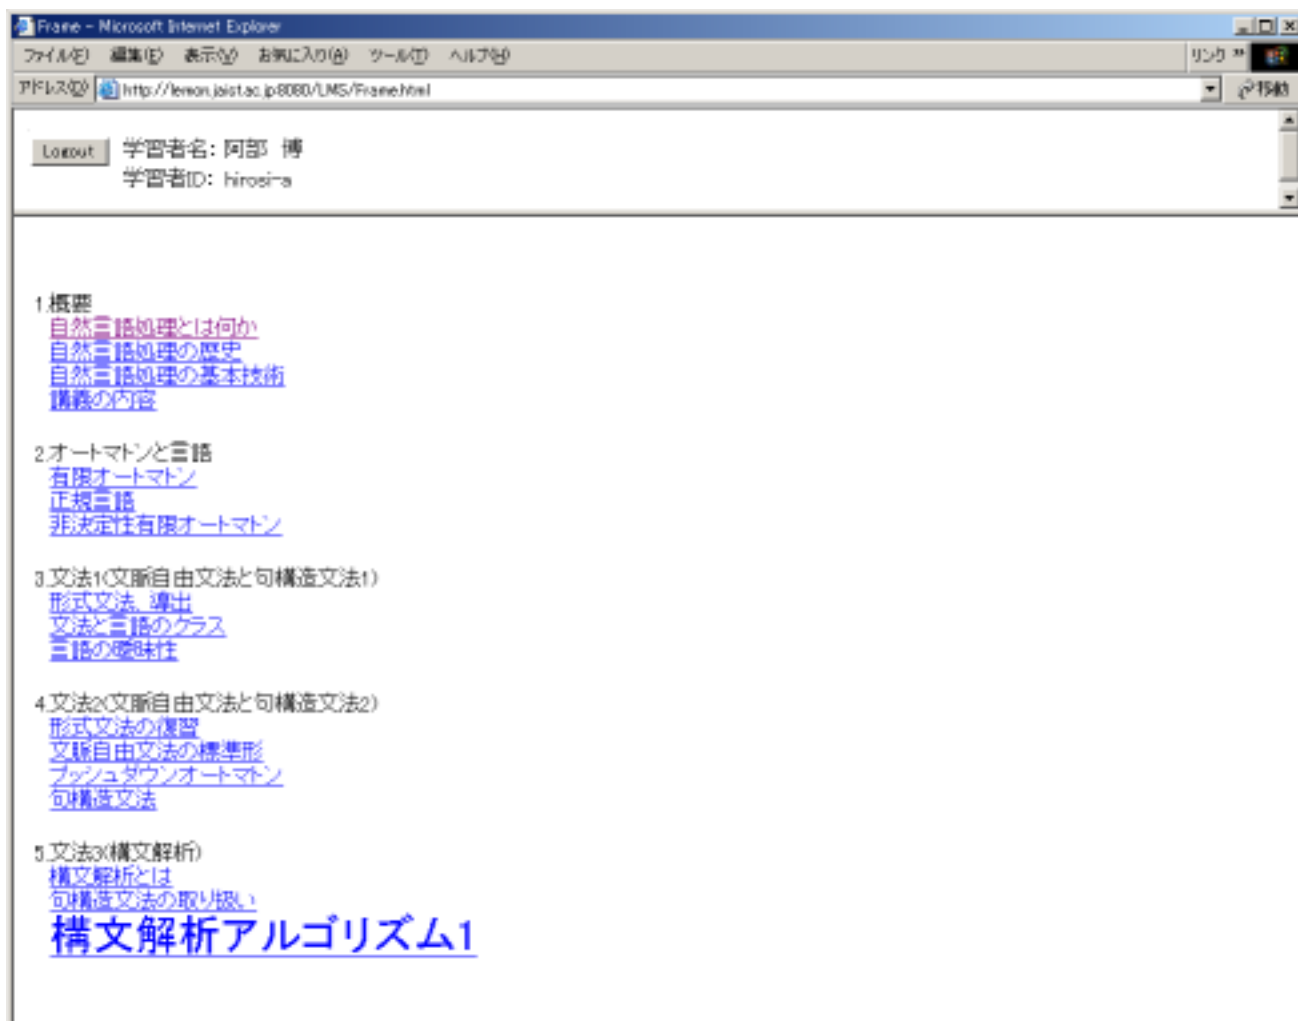 Frame - Microsoft Internet Explorer
ファイル(F) 編集(E) 表示(V) お気に入り(A) ツール(T) ヘルプ(H) リンク »
アドレス(D) http://lemon.jaist.ac.jp:8080/LMS/Frame.html 移動
Logout 学習者名: 阿部 博
学習者ID: hirosi-a
1.概要
自然言語処理とは何か
自然言語処理の歴史
自然言語処理の基本技術
講義の内容
2.オートマトンと言語
有限オートマトン
正規言語
非決定性有限オートマトン
3.文法1(文脈自由文法と句構造文法1)
形式文法、導出
文法と言語のクラス
言語の曖昧性
4.文法2(文脈自由文法と句構造文法2)
形式文法の復習
文脈自由文法の標準形
プッシュダウンオートマトン
句構造文法
5.文法3(構文解析)
構文解析とは
句構造文法の取り扱い
構文解析アルゴリズム1